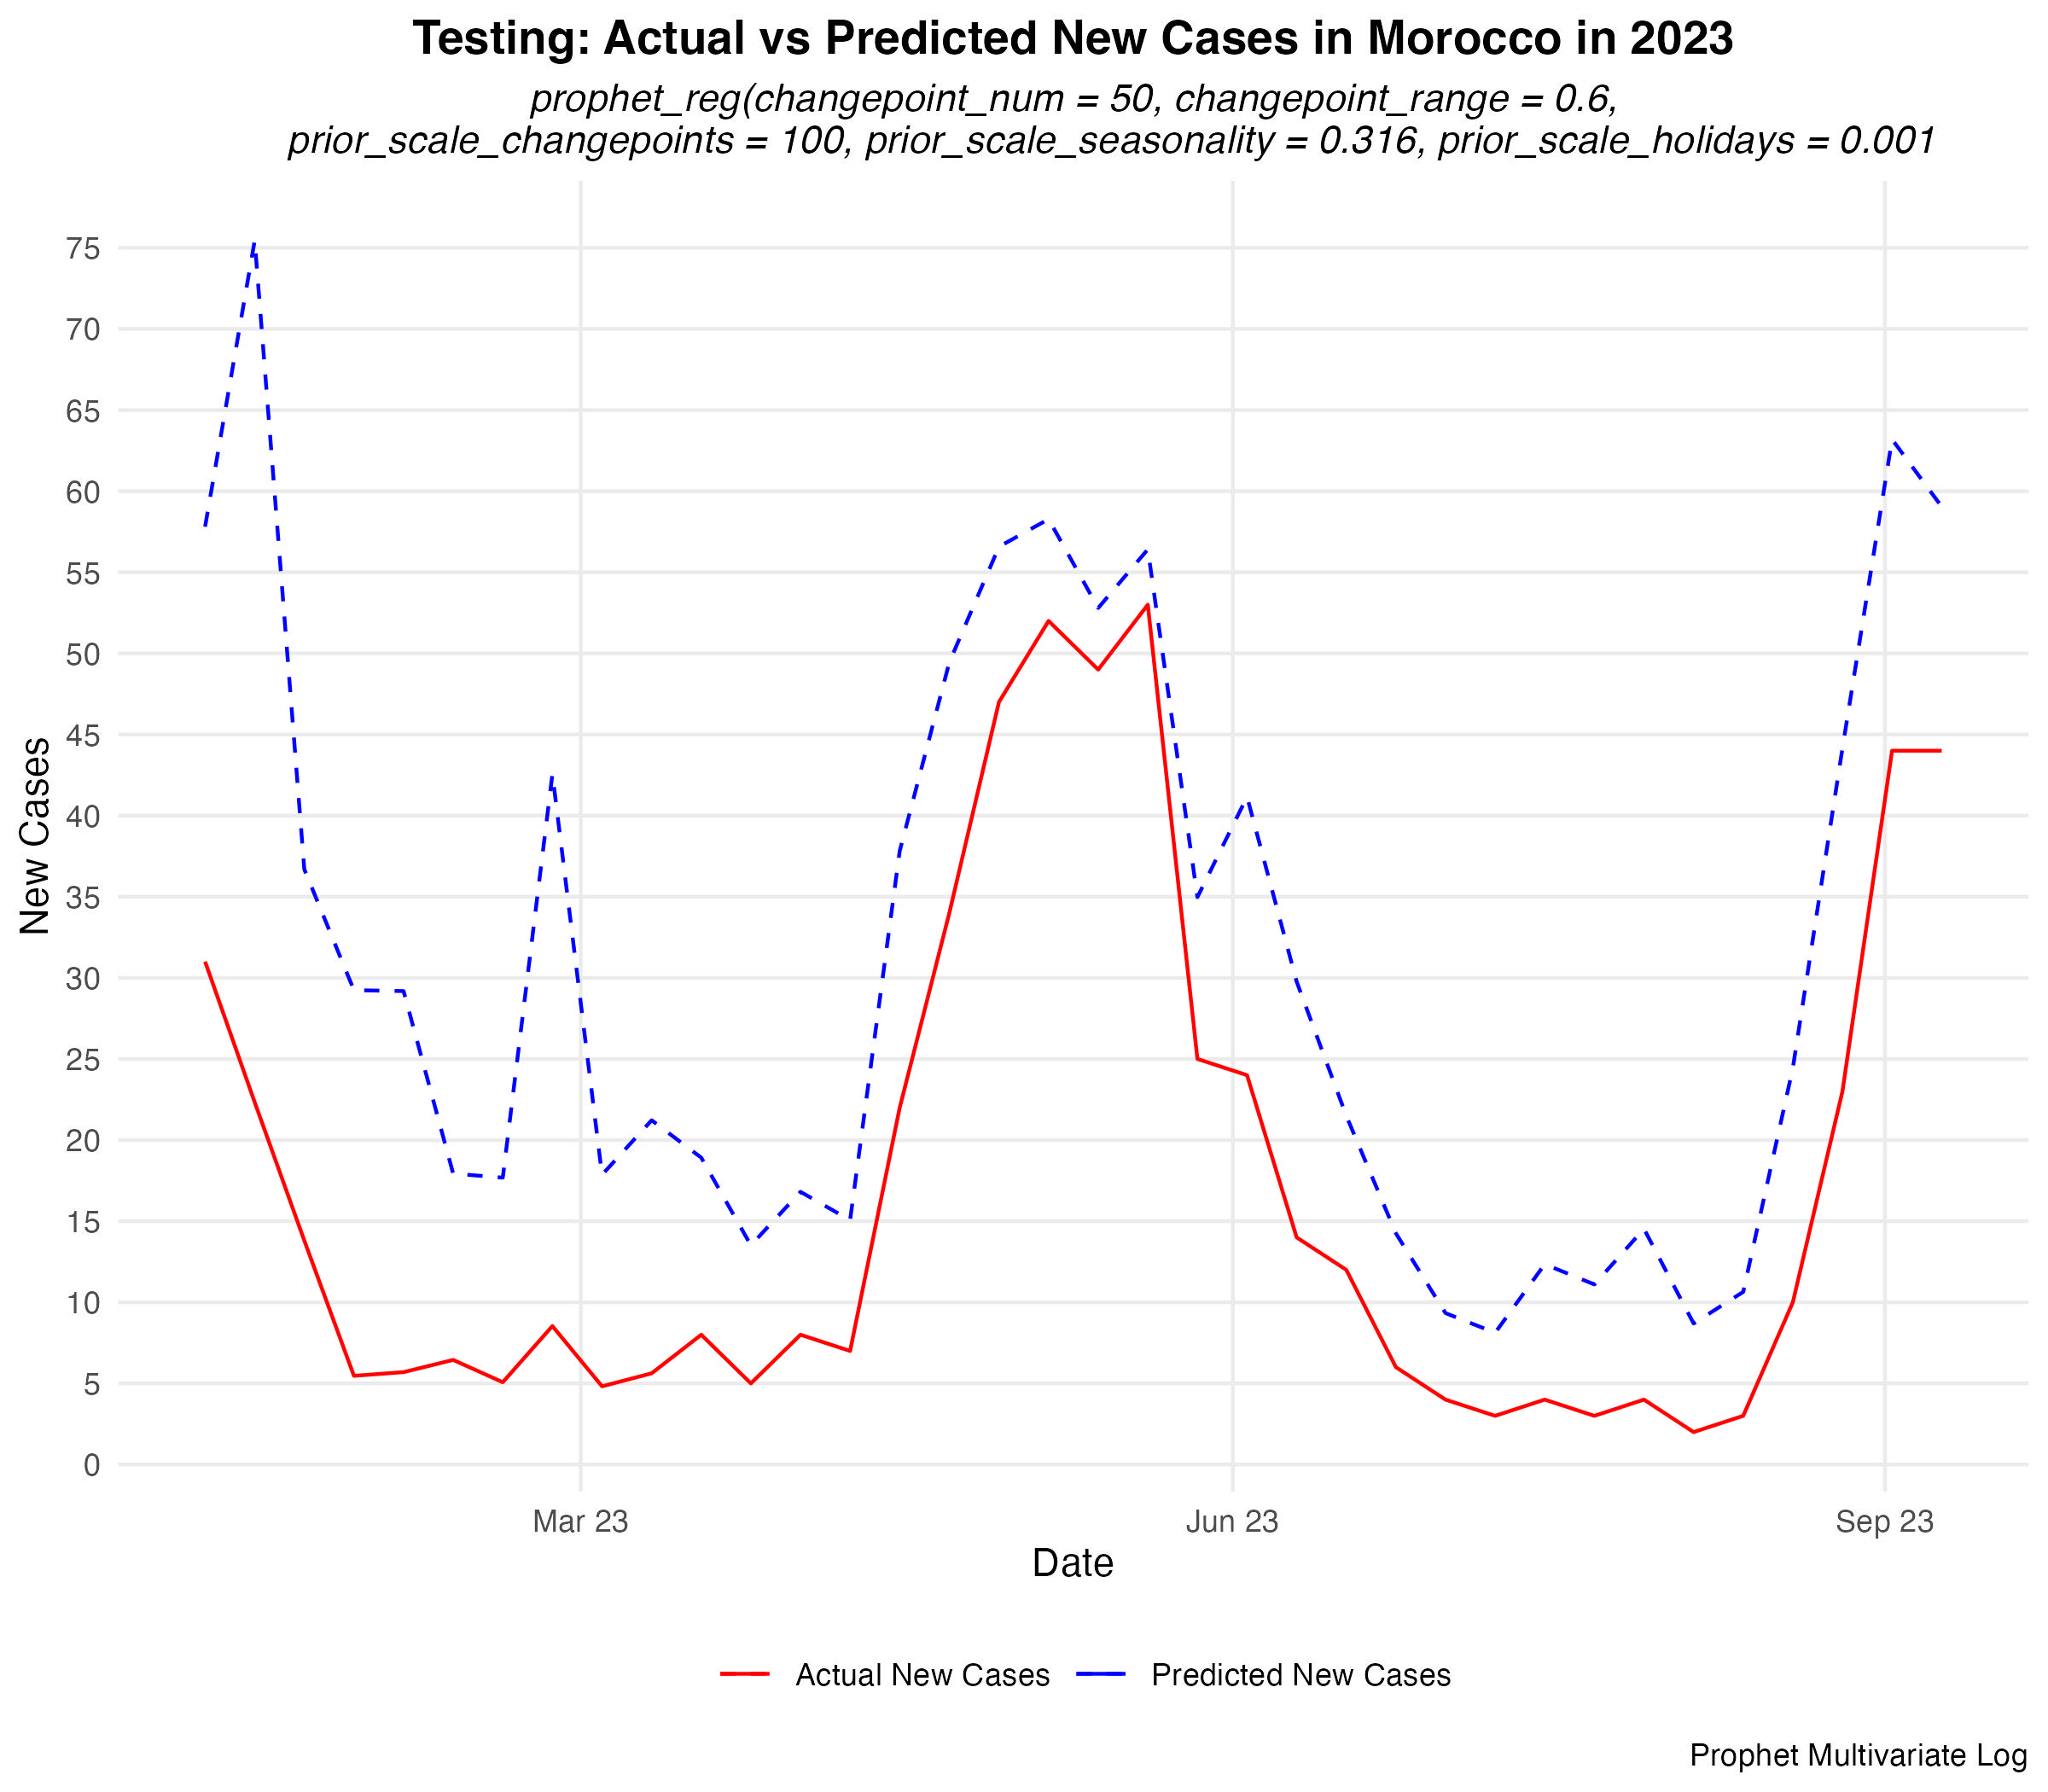 Testing: Actual vs Predicted New Cases in Morocco in 2023
prophet_reg(changepoint_num = 50, changepoint_range = 0.6,
prior_scale_changepoints = 100, prior_scale_seasonality = 0.316, prior_scale_holidays = 0.001
New Cases
75
70
65
60
55
50
45
40
35
30
25
20
15
10
5
0
Mar 23 Jun 23 Sep 23
Date
Actual New Cases Predicted New Cases
Prophet Multivariate Log